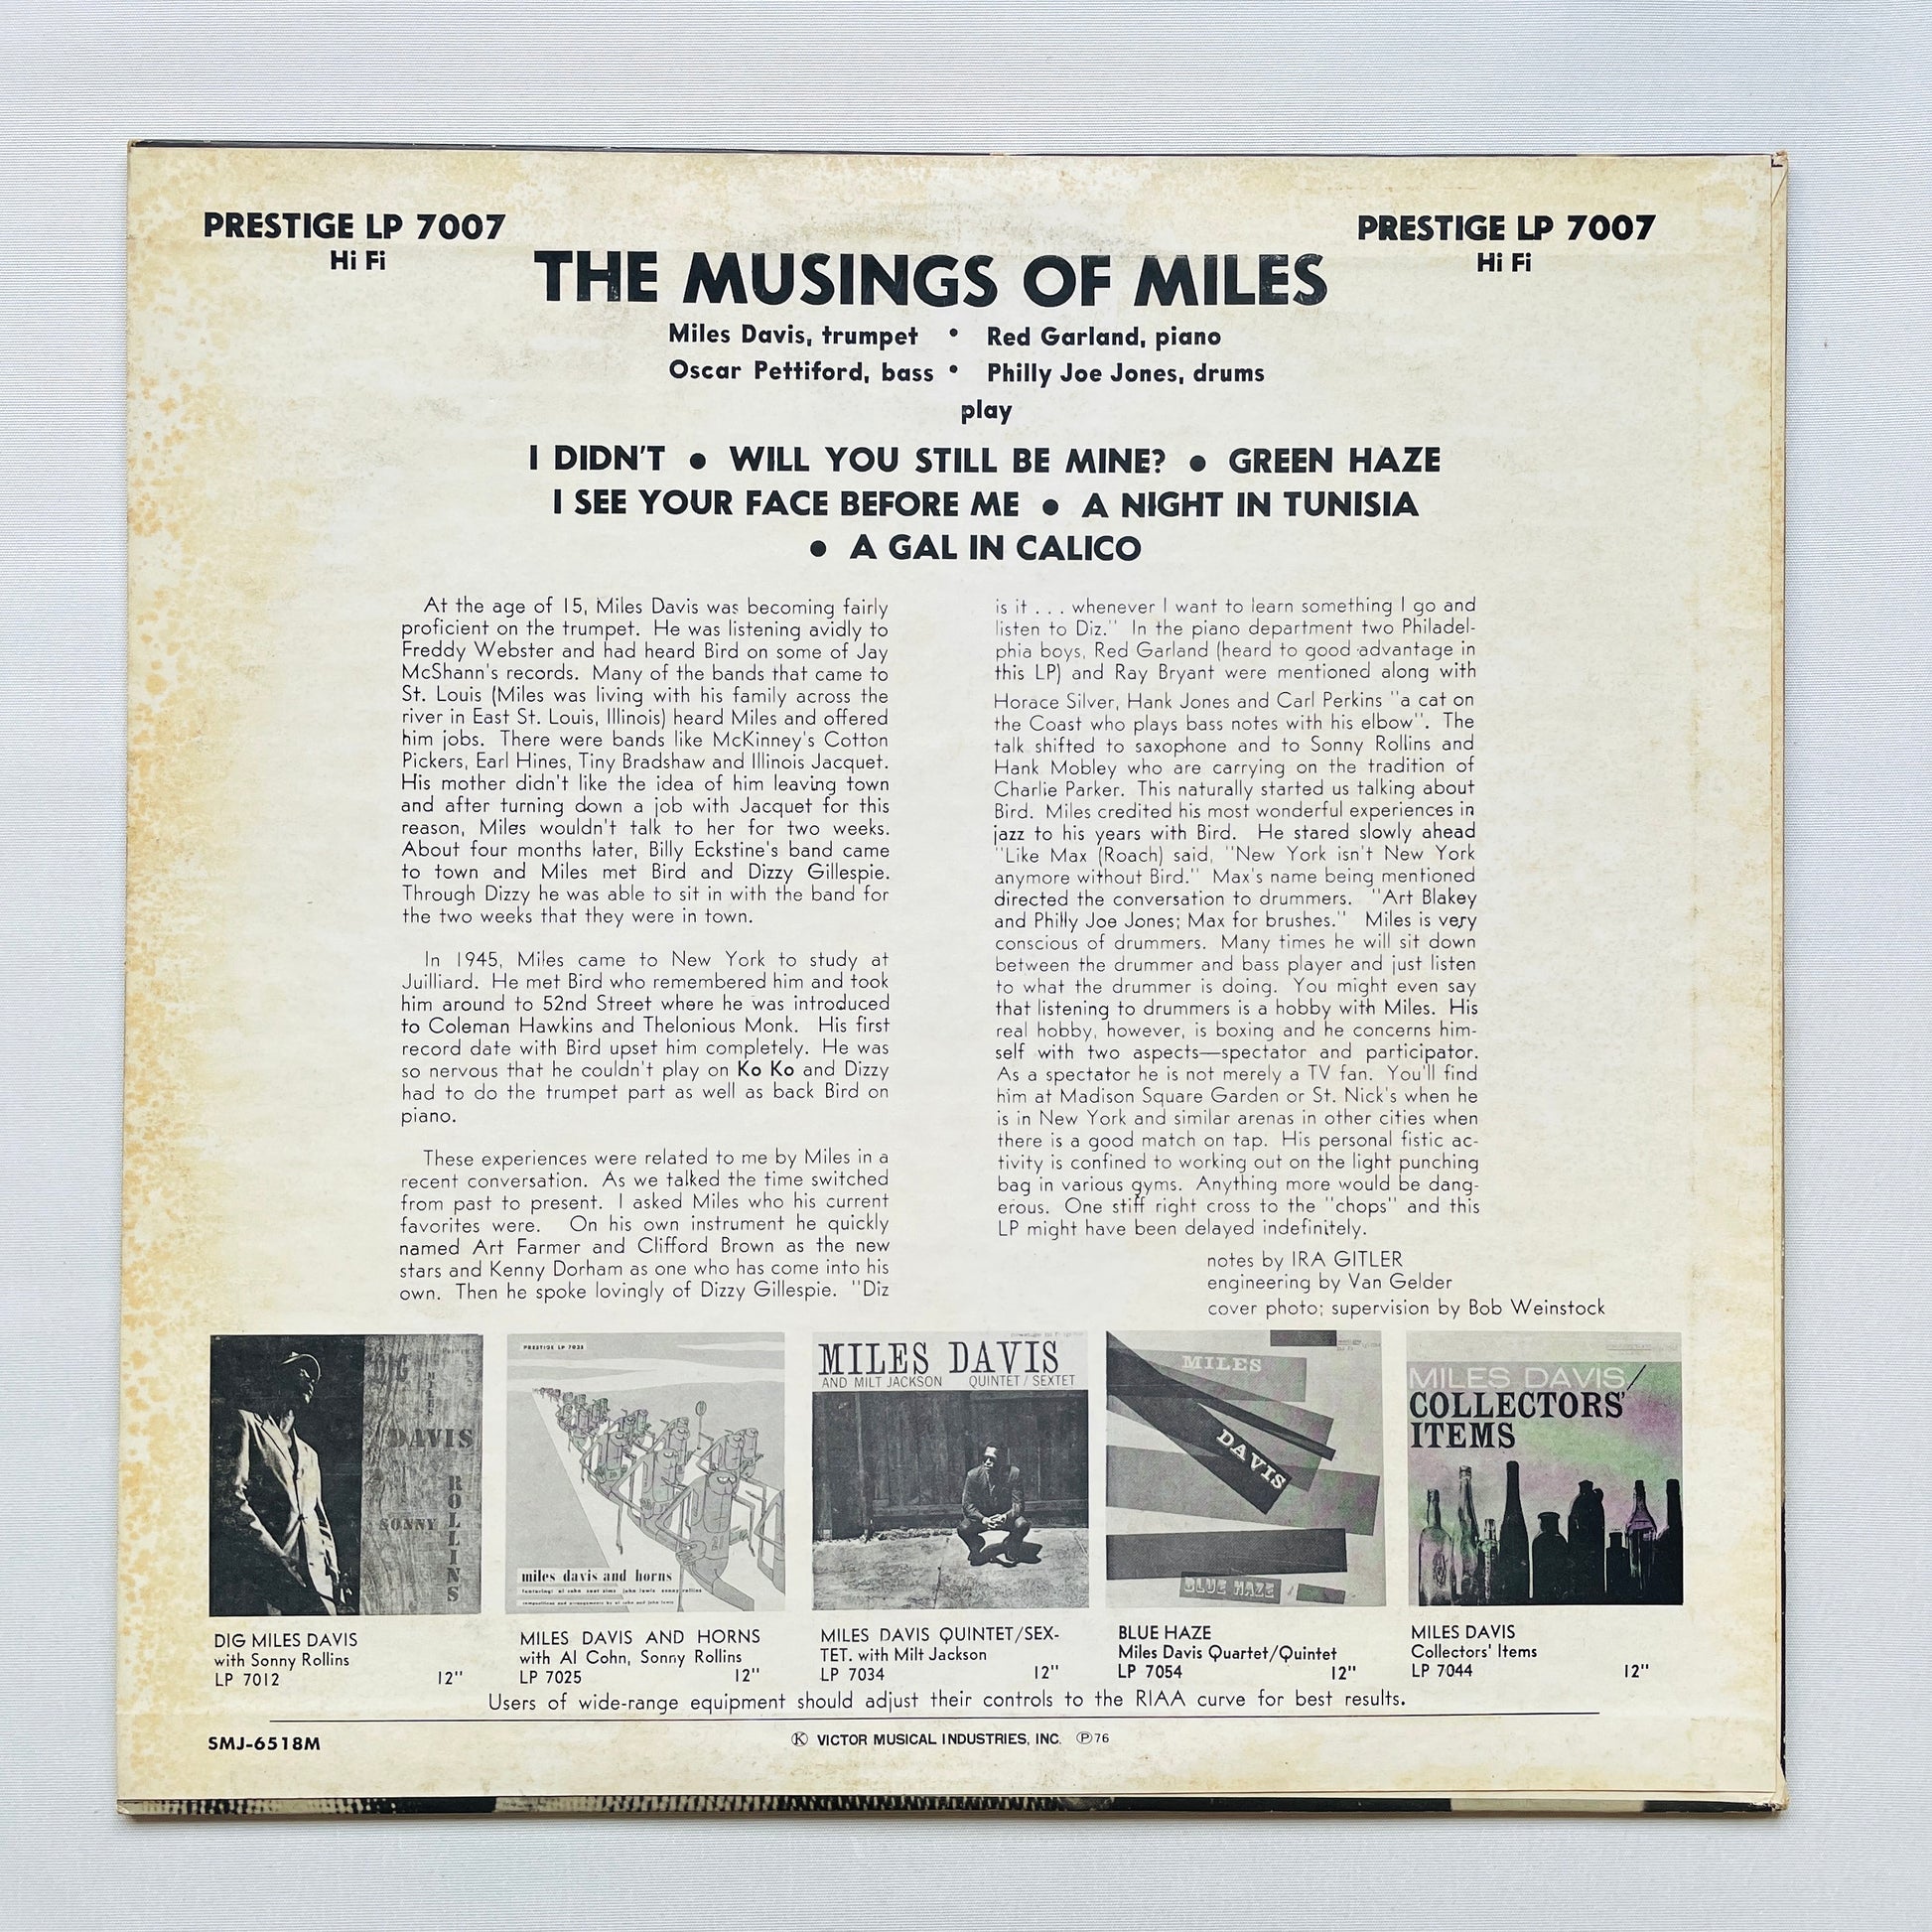 PRESTIGE LP 7007
Hi Fi
PRESTIGE LP 7007
Hi Fi
THE MUSINGS OF MILES
Miles Davis, trumpet • Red Garland, piano
Oscar Pettiford, bass • Philly Joe Jones, drums
play
I DIDN'T • WILL YOU STILL BE MINE? • GREEN HAZE
I SEE YOUR FACE BEFORE ME • A NIGHT IN TUNISIA
• A GAL IN CALICO
At the age of 15, Miles Davis was becoming fairly
proficient on the trumpet. He was listening avidly to
Freddy Webster and had heard Bird on some of Jay
McShann's records. Many of the bands that came to
St. Louis (Miles was living with his family across the
river in East St. Louis, Illinois) heard Miles and offered
him jobs. There were bands like McKinney's Cotton
Pickers, Earl Hines, Tiny Bradshaw and Illinois Jacquet.
His mother didn't like the idea of him leaving town
and after turning down a job with Jacquet for this
reason, Miles wouldn't talk to her for two weeks.
About four months later, Billy Eckstine's band came
to town and Miles met Bird and Dizzy Gillespie.
Through Dizzy he was able to sit in with the band for
the two weeks that they were in town.
In 1945, Miles came to New York to study at
Juilliard. He met Bird who remembered him and took
him around to 52nd Street where he was introduced
to Coleman Hawkins and Thelonious Monk. His first
record date with Bird upset him completely. He was
so nervous that he couldn't play on Ko Ko and Dizzy
had to do the trumpet part as well as back Bird on
piano.
These experiences were related to me by Miles in a
recent conversation. As we talked the time switched
from past to present. I asked Miles who his current
favorites were. On his own instrument he quickly
named Art Farmer and Clifford Brown as the new
stars and Kenny Dorham as one who has come into his
own. Then he spoke lovingly of Dizzy Gillespie. "Diz
is it . . . whenever I want to learn something I go and
listen to Diz." In the piano department two Philadel-
phia boys, Red Garland (heard to good advantage in
this LP) and Ray Bryant were mentioned along with
Horace Silver, Hank Jones and Carl Perkins "a cat on
the Coast who plays bass notes with his elbow". The
talk shifted to saxophone and to Sonny Rollins and
Hank Mobley who are carrying on the tradition of
Charlie Parker. This naturally started us talking about
Bird. Miles credited his most wonderful experiences in
jazz to his years with Bird. He stared slowly ahead
"Like Max (Roach) said, "New York isn't New York
anymore without Bird." Max's name being mentioned
directed the conversation to drummers. "Art Blakey
and Philly Joe Jones; Max for brushes." Miles is very
conscious of drummers. Many times he will sit down
between the drummer and bass player and just listen
to what the drummer is doing. You might even say
that listening to drummers is a hobby with Miles. His
real hobby, however, is boxing and he concerns him-
self with two aspects—spectator and participator.
As a spectator he is not merely a TV fan. You'll find
him at Madison Square Garden or St. Nick's when he
is in New York and similar arenas in other cities when
there is a good match on tap. His personal fistic ac-
tivity is confined to working out on the light punching
bag in various gyms. Anything more would be dang-
erous. One stiff right cross to the "chops" and this
LP might have been delayed indefinitely.
notes by IRA GITLER
engineering by Van Gelder
cover photo; supervision by Bob Weinstock
DIG
MILES
DAVIS
SONNY
ROLLINS
PRESTIGE LP 7025
miles davis and horns
featuring: al cohn zoot sims john lewis sonny rollins
compositions and arrangements by al cohn and john lewis
MILES DAVIS
AND MILT JACKSON QUINTET / SEXTET
MILES
DAVIS
BLUE HAZE
MILES DAVIS
COLLECTORS'
ITEMS
DIG MILES DAVIS
with Sonny Rollins
LP 7012 12"
MILES DAVIS AND HORNS
with Al Cohn, Sonny Rollins
LP 7025 12"
MILES DAVIS QUINTET/SEX-
TET. with Milt Jackson
LP 7034 12"
BLUE HAZE
Miles Davis Quartet/Quintet
LP 7054 12"
MILES DAVIS
Collectors' Items
LP 7044 12"
Users of wide-range equipment should adjust their controls to the RIAA curve for best results.
SMJ-6518M
Ⓚ VICTOR MUSICAL INDUSTRIES, INC. Ⓟ76